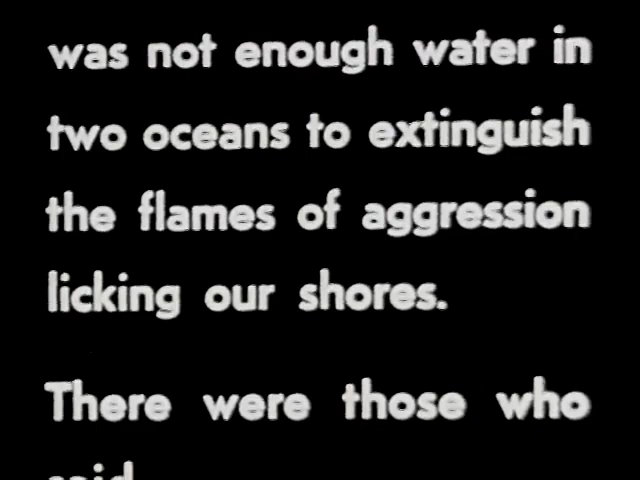 was not enough water in
two oceans to extinguish
the flames of aggression
licking our shores.
There were those who
said